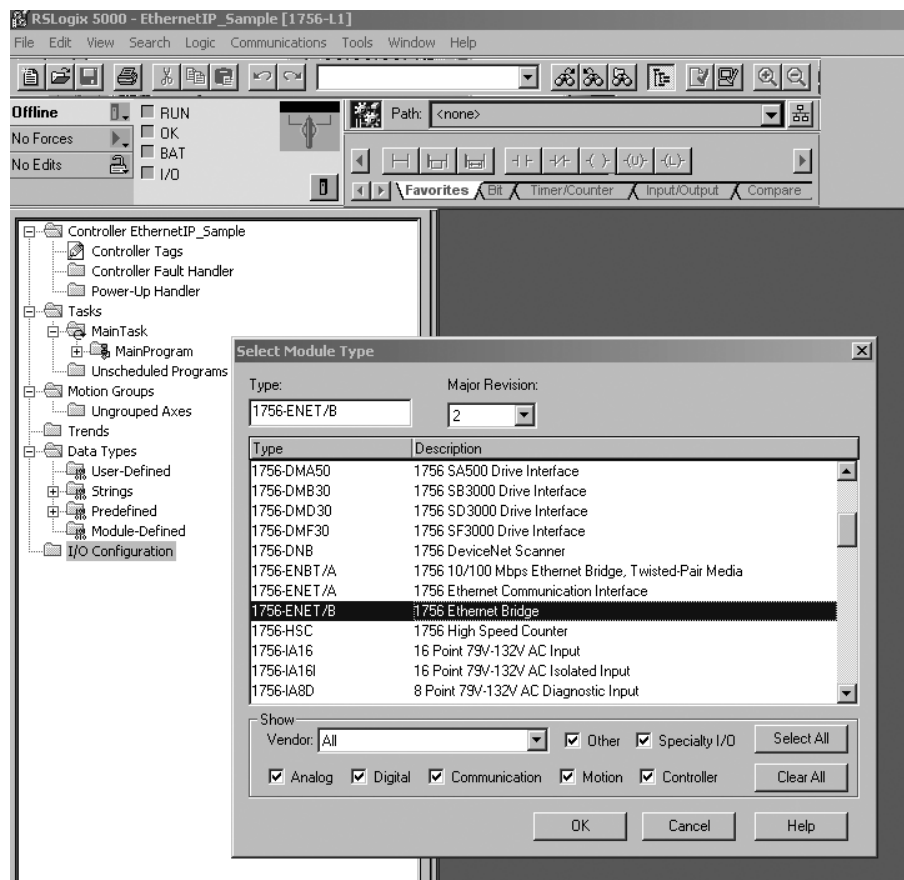 RSLogix 5000 - EthernetIP_Sample [1756-L1]
File Edit View Search Logic Communications Tools Window Help
Offline
RUN
No Forces
OK
No Edits
BAT
I/O
Path: <none>
Favorites Bit Timer/Counter Input/Output Compare
Controller EthernetIP_Sample
Controller Tags
Controller Fault Handler
Power-Up Handler
Tasks
MainTask
MainProgram
Unscheduled Programs
Motion Groups
Ungrouped Axes
Trends
Data Types
User-Defined
Strings
Predefined
Module-Defined
I/O Configuration
Select Module Type
Type: Major Revision:
1756-ENET/B 2
Type Description
1756-DMA50 1756 SA500 Drive Interface
1756-DMB30 1756 SB3000 Drive Interface
1756-DMD30 1756 SD3000 Drive Interface
1756-DMF30 1756 SF3000 Drive Interface
1756-DNB 1756 DeviceNet Scanner
1756-ENBT/A 1756 10/100 Mbps Ethernet Bridge, Twisted-Pair Media
1756-ENET/A 1756 Ethernet Communication Interface
1756-ENET/B 1756 Ethernet Bridge
1756-HSC 1756 High Speed Counter
1756-IA16 16 Point 79V-132V AC Input
1756-IA16I 16 Point 79V-132V AC Isolated Input
1756-IA8D 8 Point 79V-132V AC Diagnostic Input
Show
Vendor: All Other Specialty I/O Select All
Analog Digital Communication Motion Controller Clear All
OK Cancel Help